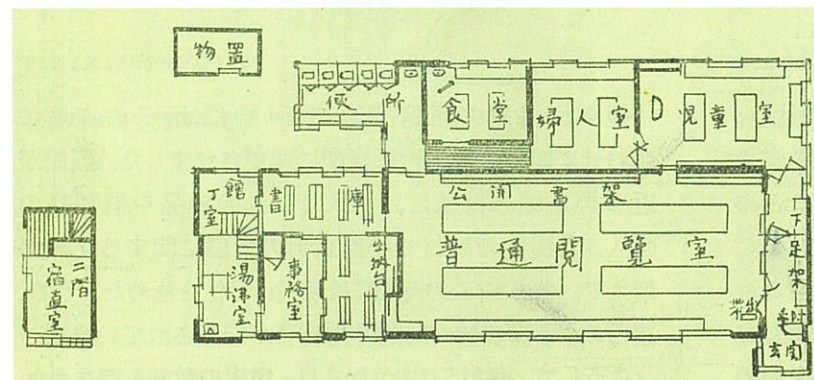 物置
便所
食堂
婦人室
児童室
館丁室
書庫
公開書架
普通閲覧室
出納台
下足架
二階
宿直室
湯沸室
事務室
玄関